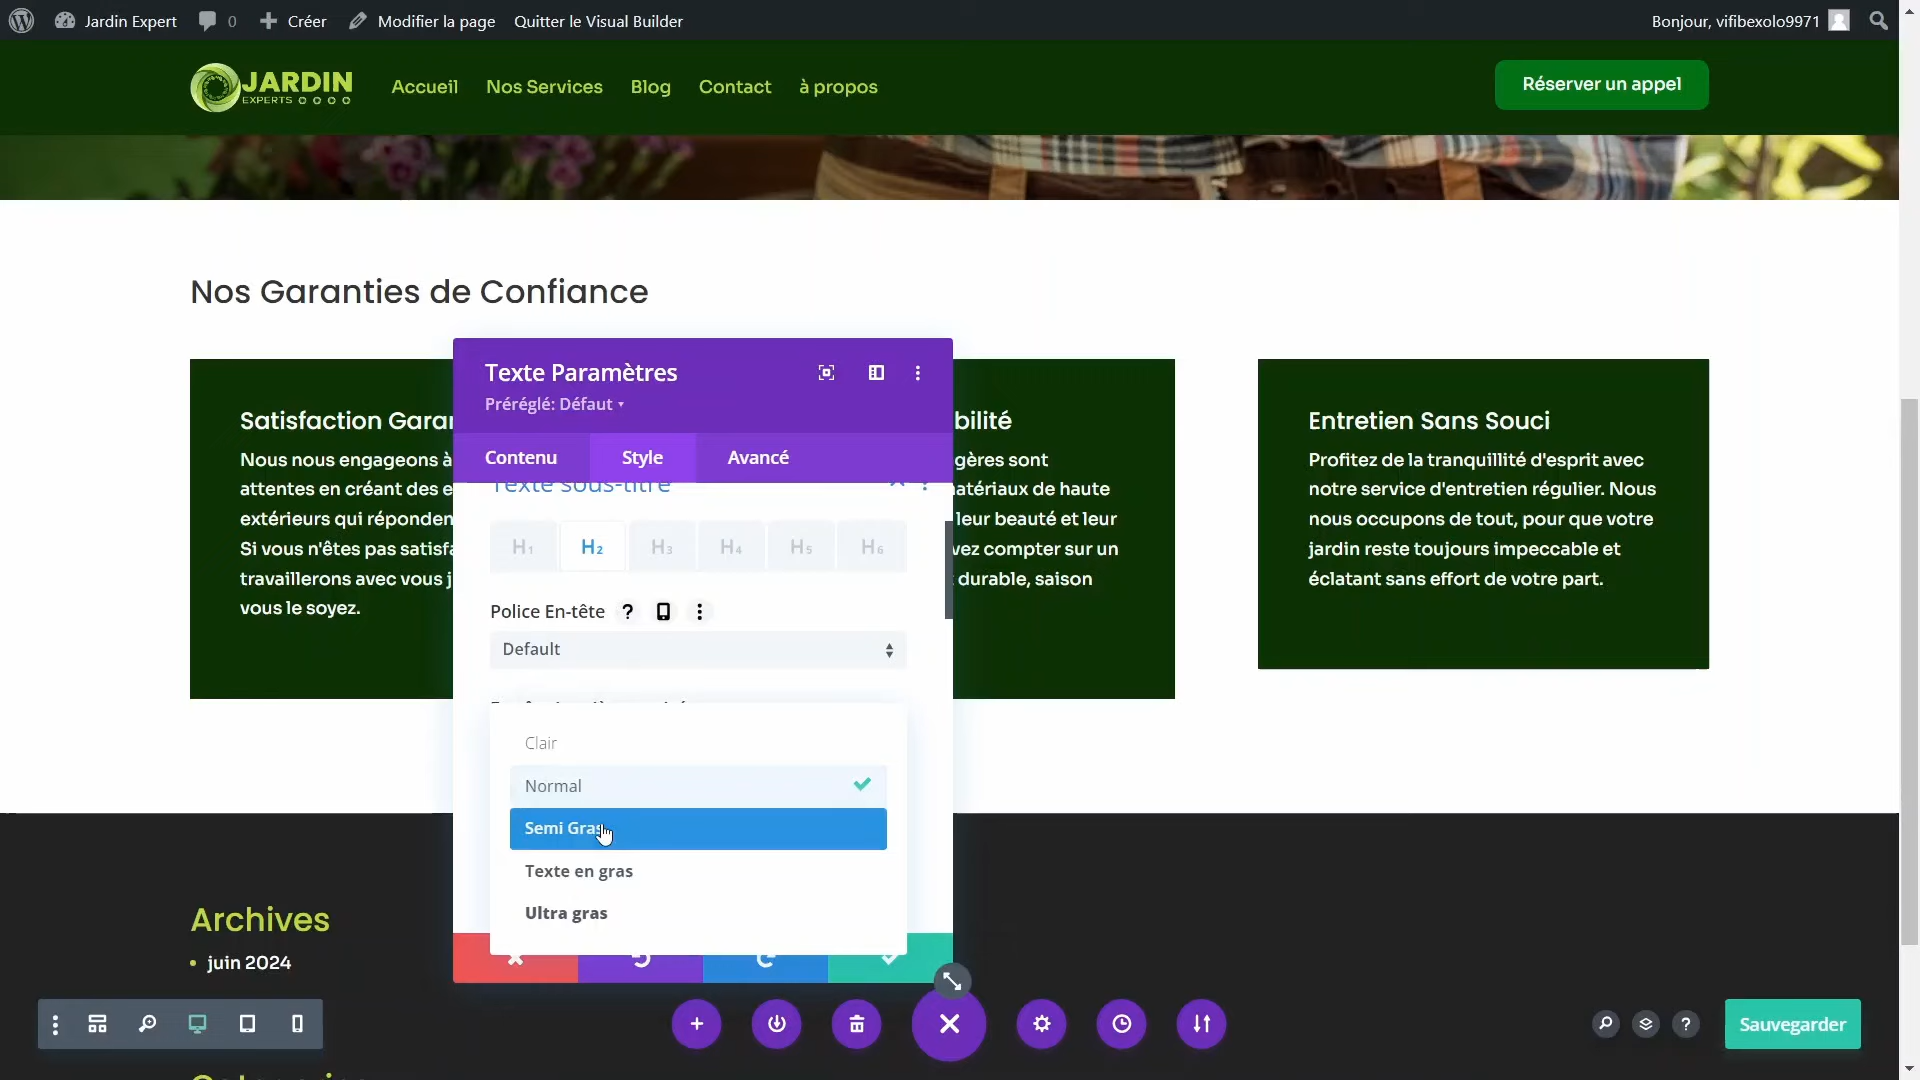 Jardin Expert
0
Créer
Modifier la page
Quitter le Visual Builder
Bonjour, vifibexolo9971
JARDIN
EXPERTS
Accueil
Nos Services
Blog
Contact
à propos
Réserver un appel
Nos Garanties de Confiance
Satisfaction Garan
Nous nous engageons à
attentes en créant des e
extérieurs qui réponden
Si vous n'êtes pas satisfa
travaillerons avec vous j
vous le soyez.
Texte Paramètres
Préréglé: Défaut
Contenu
Style
Avancé
Texte sous-titre
H1
H2
H3
H4
H5
H6
Police En-tête
?
Default
Clair
Normal
Semi Gras
Texte en gras
Ultra gras
bilité
gères sont
atériaux de haute
leur beauté et leur
vez compter sur un
durable, saison
Entretien Sans Souci
Profitez de la tranquillité d'esprit avec
notre service d'entretien régulier. Nous
nous occupons de tout, pour que votre
jardin reste toujours impeccable et
éclatant sans effort de votre part.
Archives
juin 2024
?
Sauvegarder